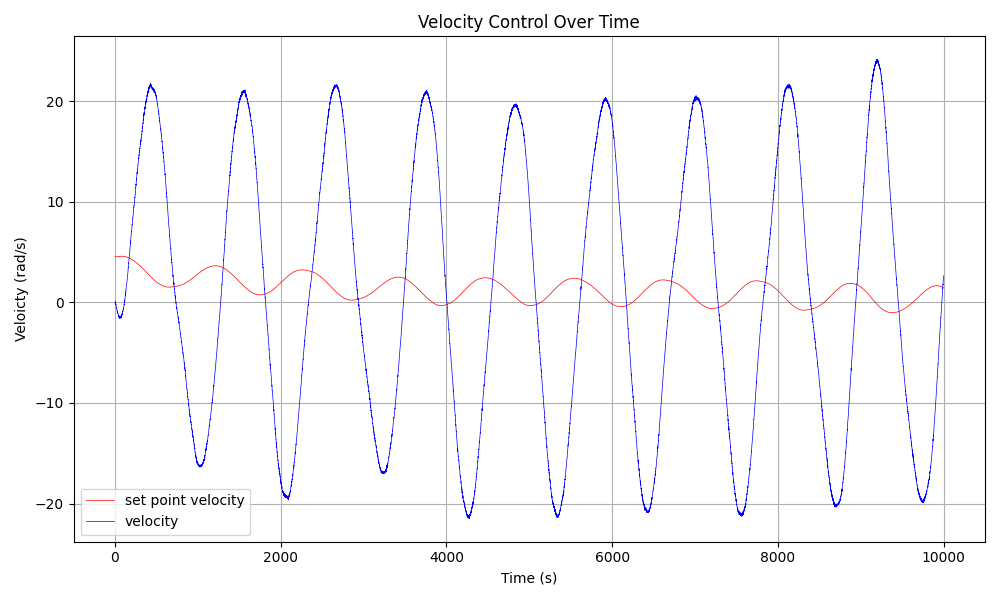 Velocity Control Over Time
Veloicty (rad/s)
20
10
0
−10
−20
set point velocity
velocity
0
2000
4000
6000
8000
10000
Time (s)